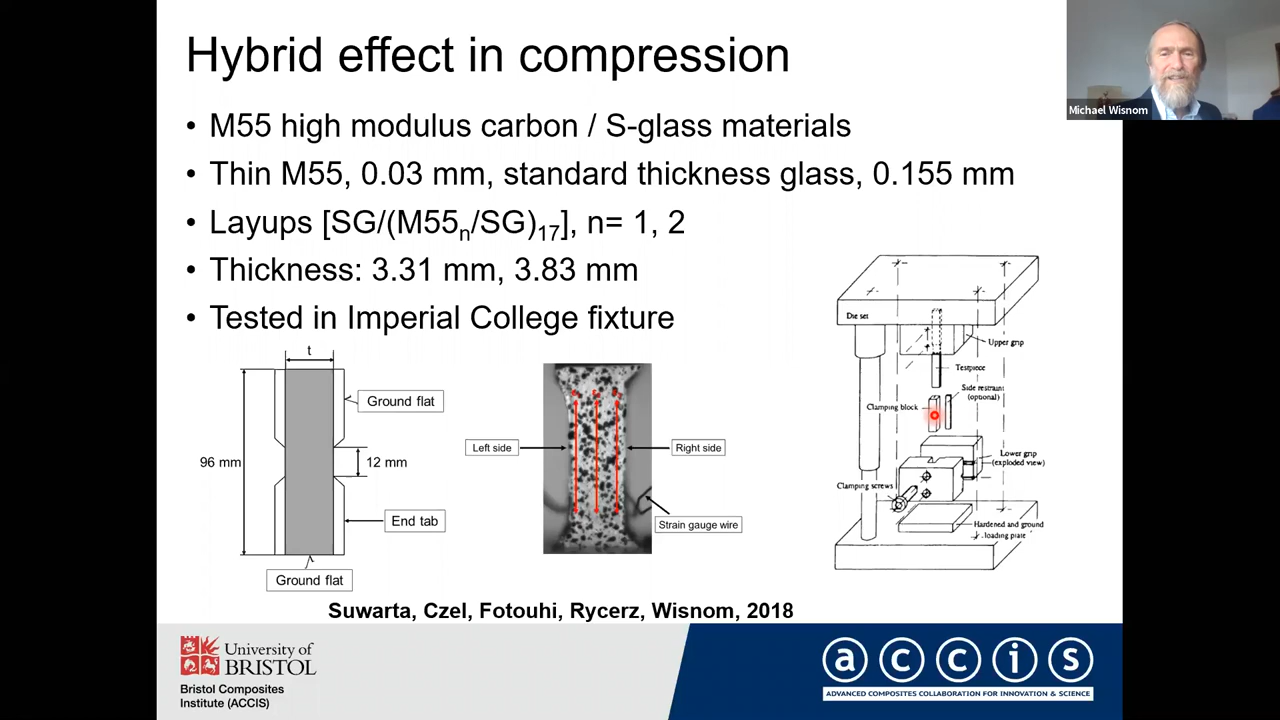 Hybrid effect in compression
Michael Wisnom
• M55 high modulus carbon / S-glass materials
• Thin M55, 0.03 mm, standard thickness glass, 0.155 mm
• Layups [SG/(M55n/SG)17], n= 1, 2
• Thickness: 3.31 mm, 3.83 mm
• Tested in Imperial College fixture
t
Ground flat
96 mm
12 mm
End tab
Ground flat
Left side
Right side
Strain gauge wire
Die set
Upper grip
Testpiece
Side restraint
(optional)
Clamping block
Lower grip
(exploded view)
Clamping screws
Hardened and ground
loading plate
Suwarta, Czel, Fotouhi, Rycerz, Wisnom, 2018
University of
BRISTOL
Bristol Composites
Institute (ACCIS)
accis
ADVANCED COMPOSITES COLLABORATION FOR INNOVATION & SCIENCE